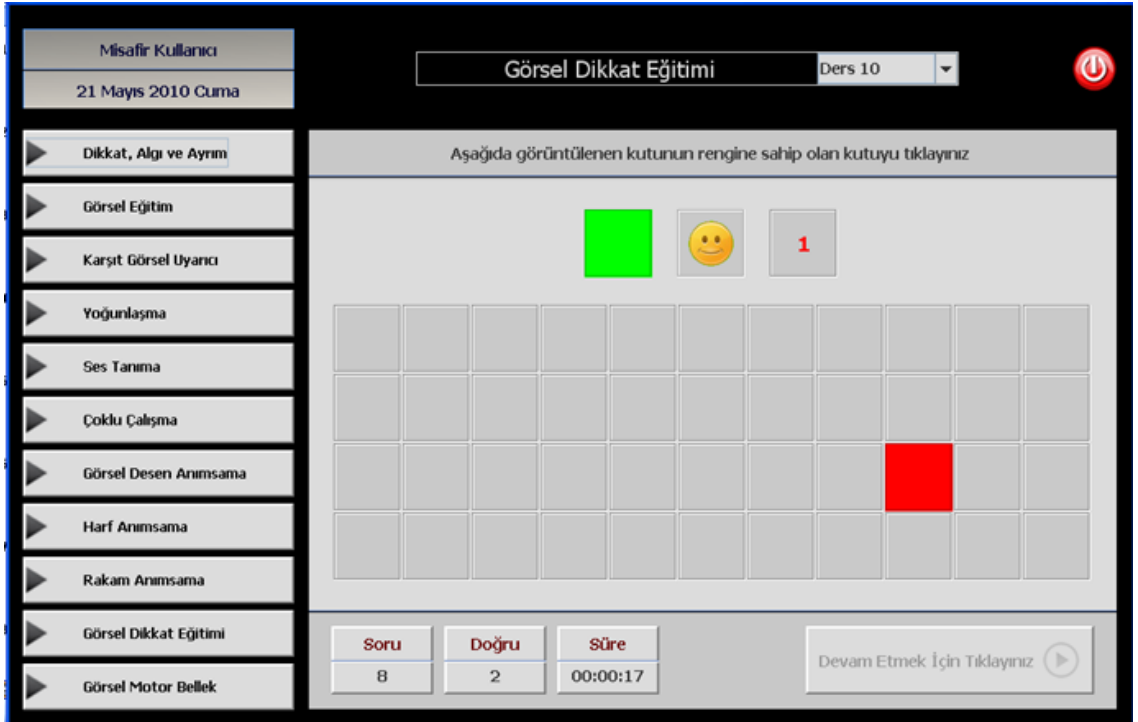 Misafir Kullanıcı
21 Mayıs 2010 Cuma
Görsel Dikkat Eğitimi
Ders 10
Dikkat, Algı ve Ayrım
Görsel Eğitim
Karşıt Görsel Uyarıcı
Yoğunlaşma
Ses Tanıma
Çoklu Çalışma
Görsel Desen Anımsama
Harf Anımsama
Rakam Anımsama
Görsel Dikkat Eğitimi
Görsel Motor Bellek
Aşağıda görüntülenen kutunun rengine sahip olan kutuyu tıklayınız
1
Soru
8
Doğru
2
Süre
00:00:17
Devam Etmek İçin Tıklayınız